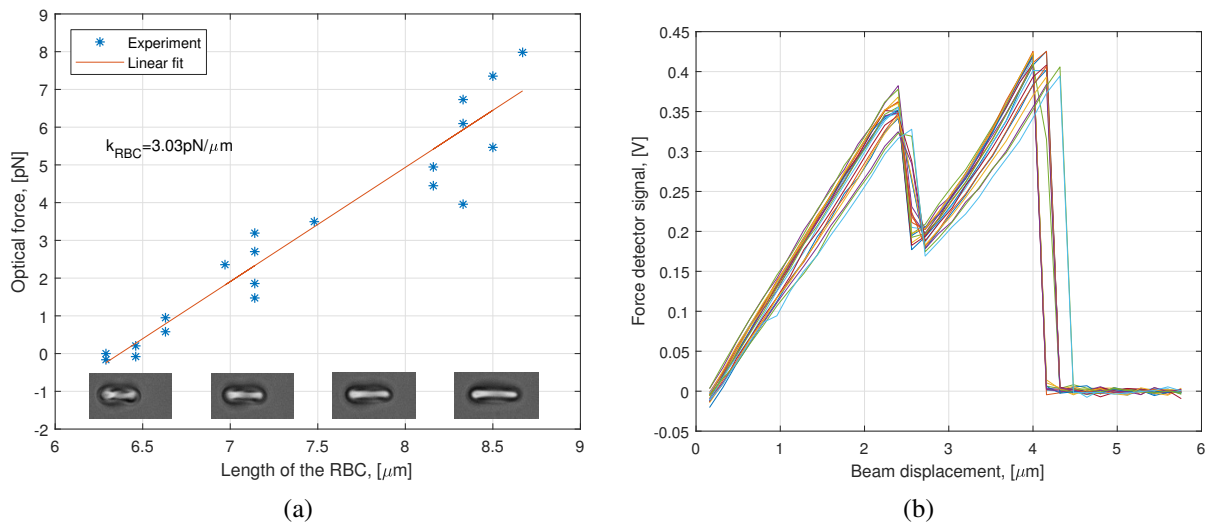 9
8
7
6
5
4
3
2
1
0
-1
-2
Optical force, [pN]
Experiment
Linear fit
k_RBC=3.03pN/μm
6 6.5 7 7.5 8 8.5 9
Length of the RBC, [μm]
(a)
0.45
0.4
0.35
0.3
0.25
0.2
0.15
0.1
0.05
0
-0.05
Force detector signal, [V]
0 1 2 3 4 5 6
Beam displacement, [μm]
(b)